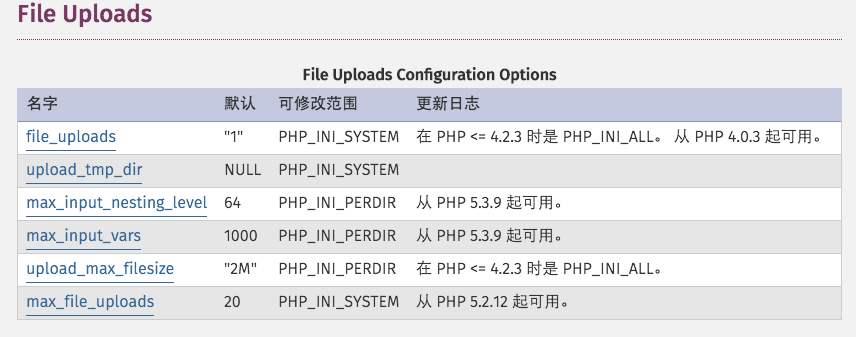 File Uploads
File Uploads Configuration Options
名字 默认 可修改范围 更新日志
file_uploads "1" PHP_INI_SYSTEM 在 PHP <= 4.2.3 时是 PHP_INI_ALL。 从 PHP 4.0.3 起可用。
upload_tmp_dir NULL PHP_INI_SYSTEM
max_input_nesting_level 64 PHP_INI_PERDIR 从 PHP 5.3.9 起可用。
max_input_vars 1000 PHP_INI_PERDIR 从 PHP 5.3.9 起可用。
upload_max_filesize "2M" PHP_INI_PERDIR 在 PHP <= 4.2.3 时是 PHP_INI_ALL。
max_file_uploads 20 PHP_INI_SYSTEM 从 PHP 5.2.12 起可用。